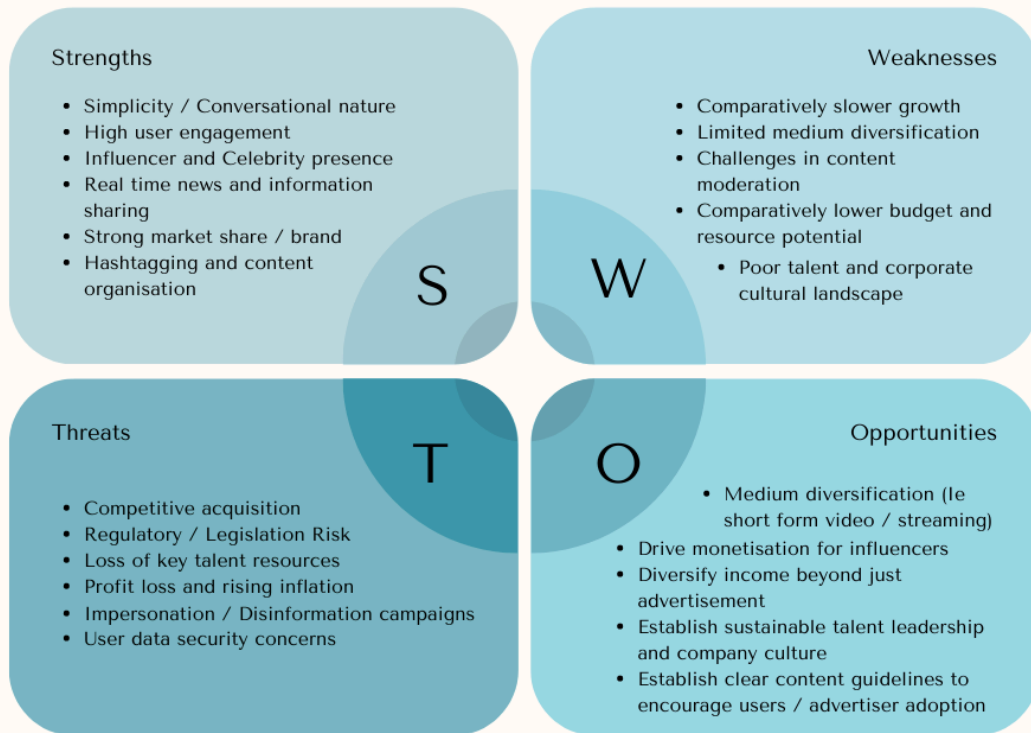 Strengths
• Simplicity / Conversational nature
• High user engagement
• Influencer and Celebrity presence
• Real time news and information
sharing
• Strong market share / brand
• Hashtagging and content
organisation
S
Weaknesses
• Comparatively slower growth
• Limited medium diversification
• Challenges in content
moderation
• Comparatively lower budget and
resource potential
• Poor talent and corporate
cultural landscape
W
Threats
• Competitive acquisition
• Regulatory / Legislation Risk
• Loss of key talent resources
• Profit loss and rising inflation
• Impersonation / Disinformation campaigns
• User data security concerns
T
Opportunities
• Medium diversification (Ie
short form video / streaming)
• Drive monetisation for influencers
• Diversify income beyond just
advertisement
• Establish sustainable talent leadership
and company culture
• Establish clear content guidelines to
encourage users / advertiser adoption
O